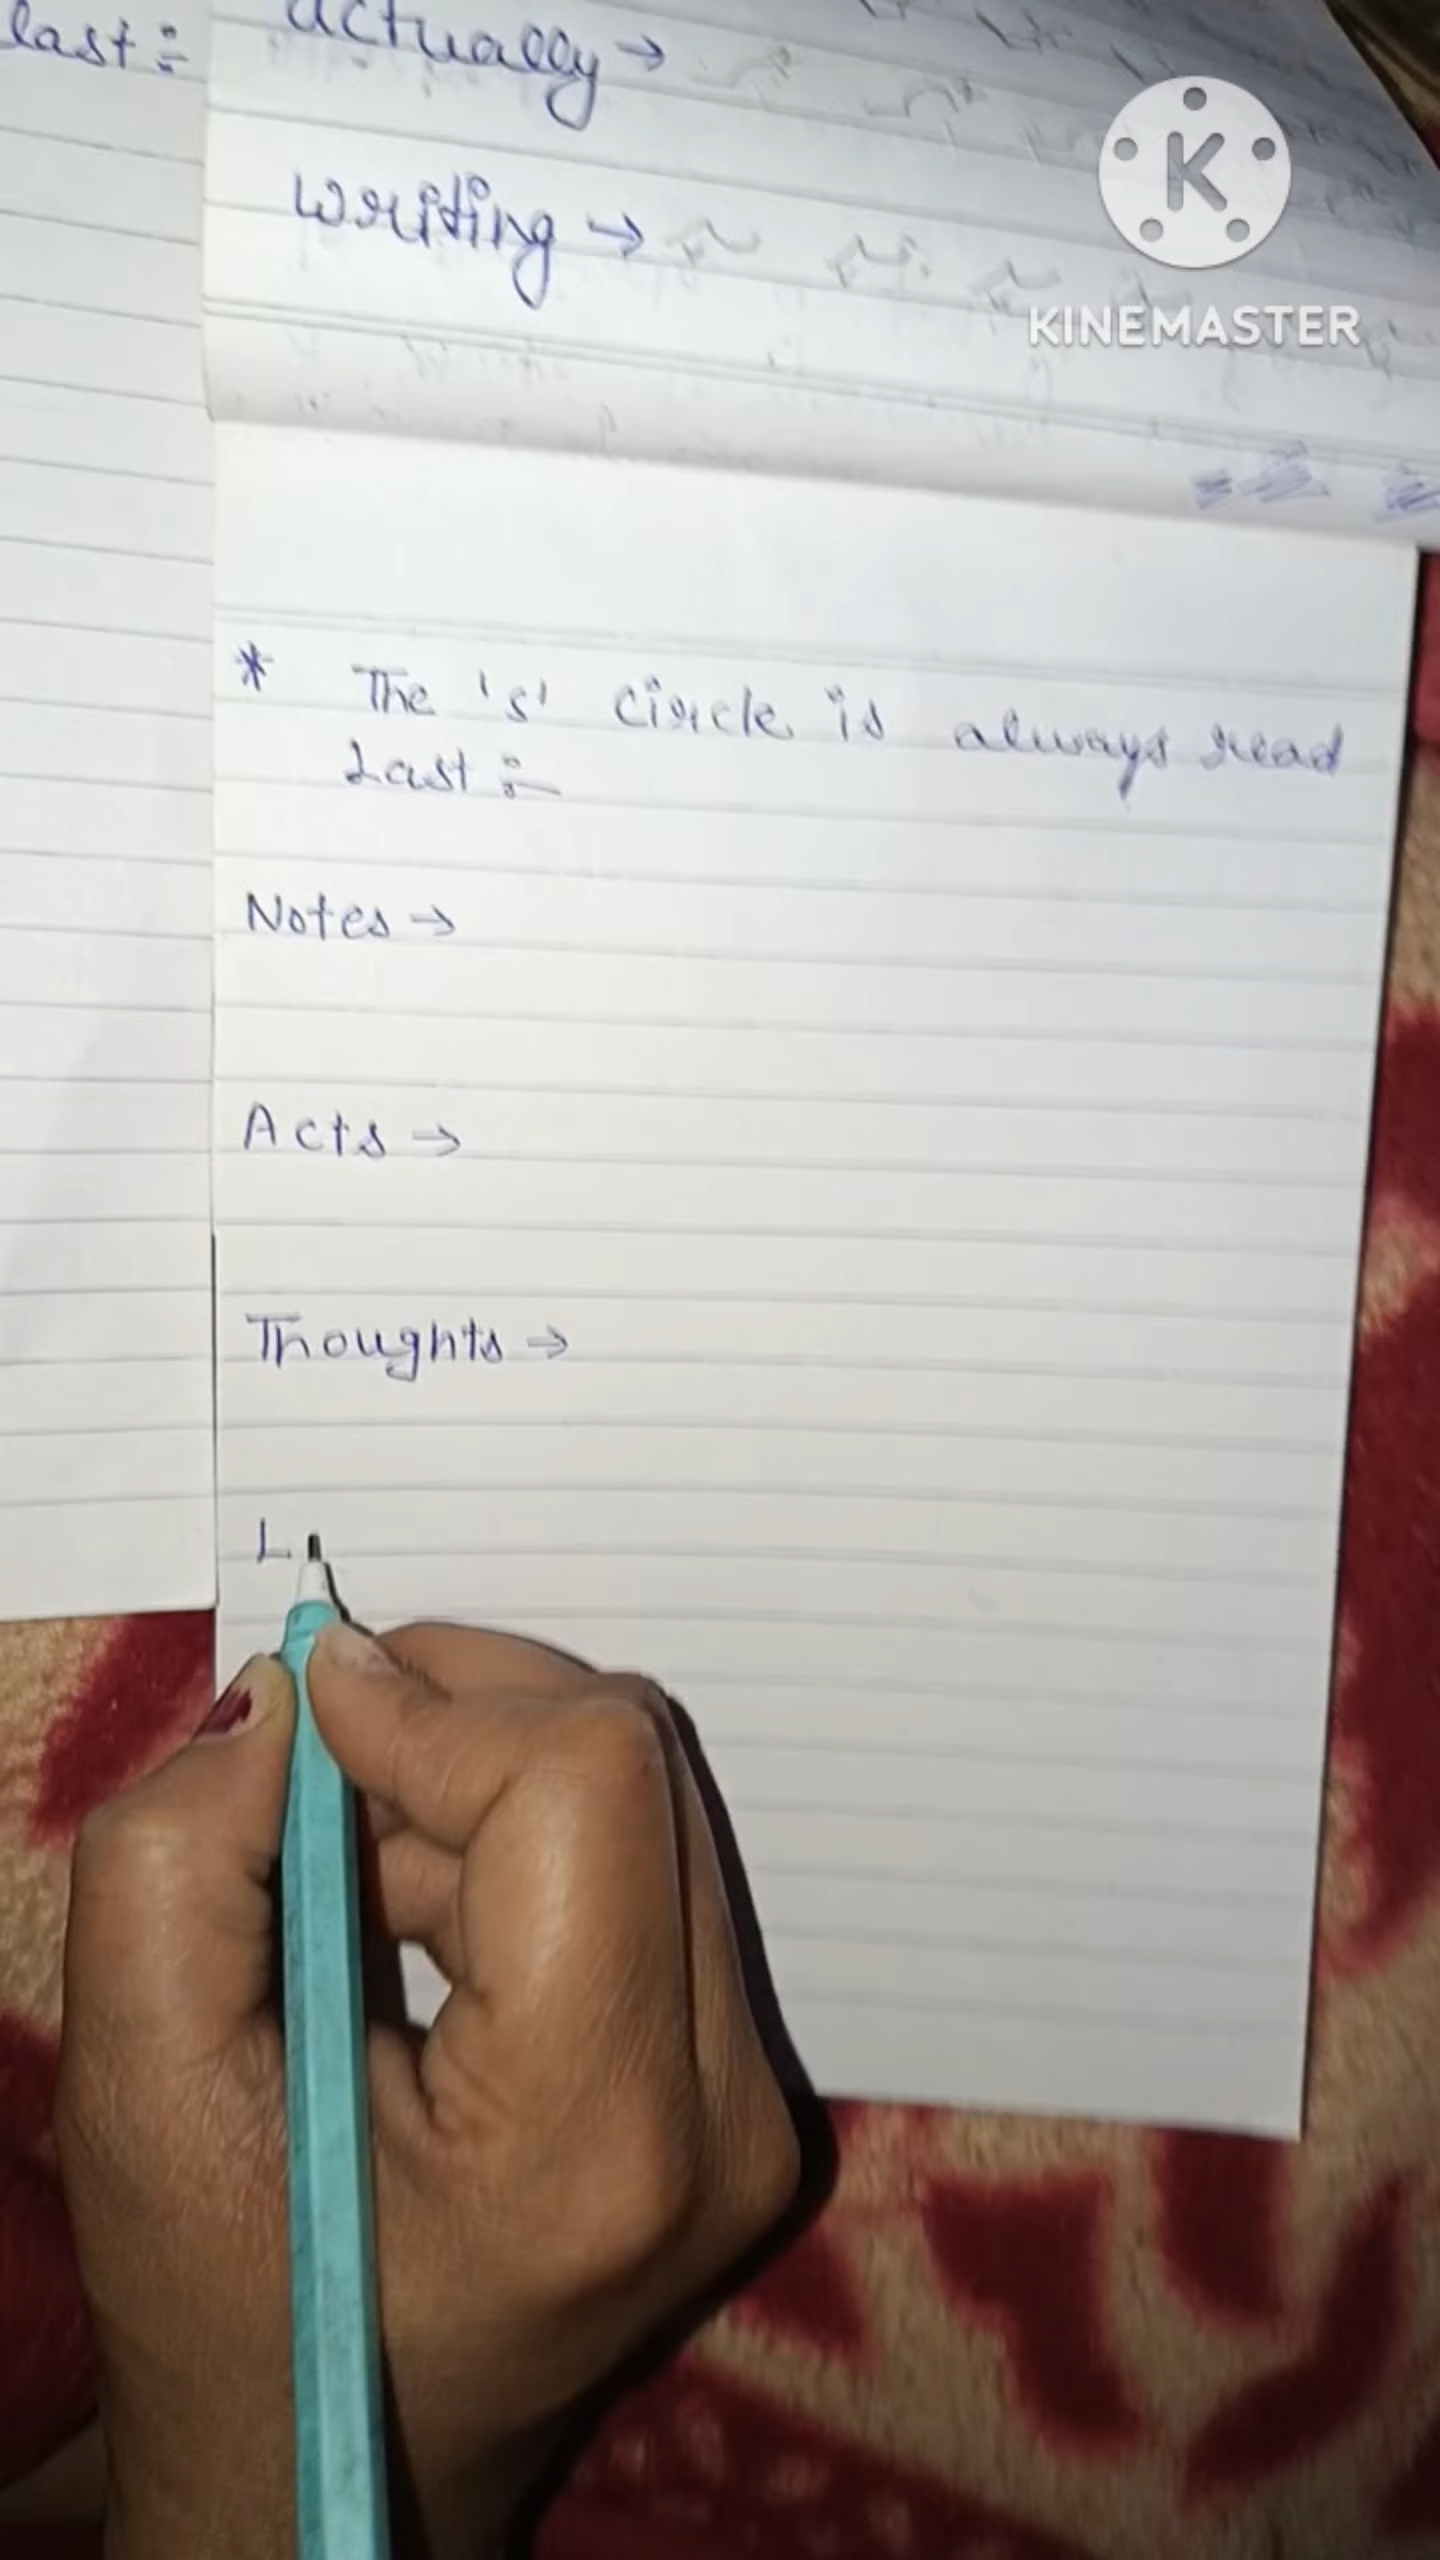 last :-
actually →
writing →
KINEMASTER
* The 's' circle is always read
Last :-
Notes →
Acts →
Thoughts →
L